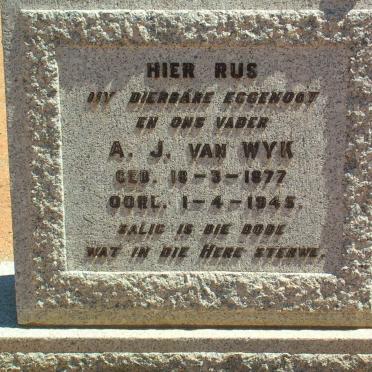 HIER RUS
MY DIERBARE EGGENOOT
EN ONS VADER
A. J. VAN WYK
GEB. 18-3-1877
OORL. 1-4-1945.
SALIG IS DIE DODE
WAT IN DIE HERE STERWE.